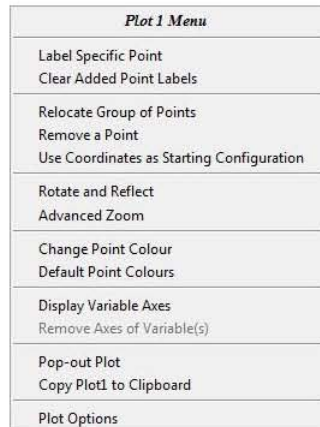 Plot 1 Menu
Label Specific Point
Clear Added Point Labels
Relocate Group of Points
Remove a Point
Use Coordinates as Starting Configuration
Rotate and Reflect
Advanced Zoom
Change Point Colour
Default Point Colours
Display Variable Axes
Remove Axes of Variable(s)
Pop-out Plot
Copy Plot1 to Clipboard
Plot Options